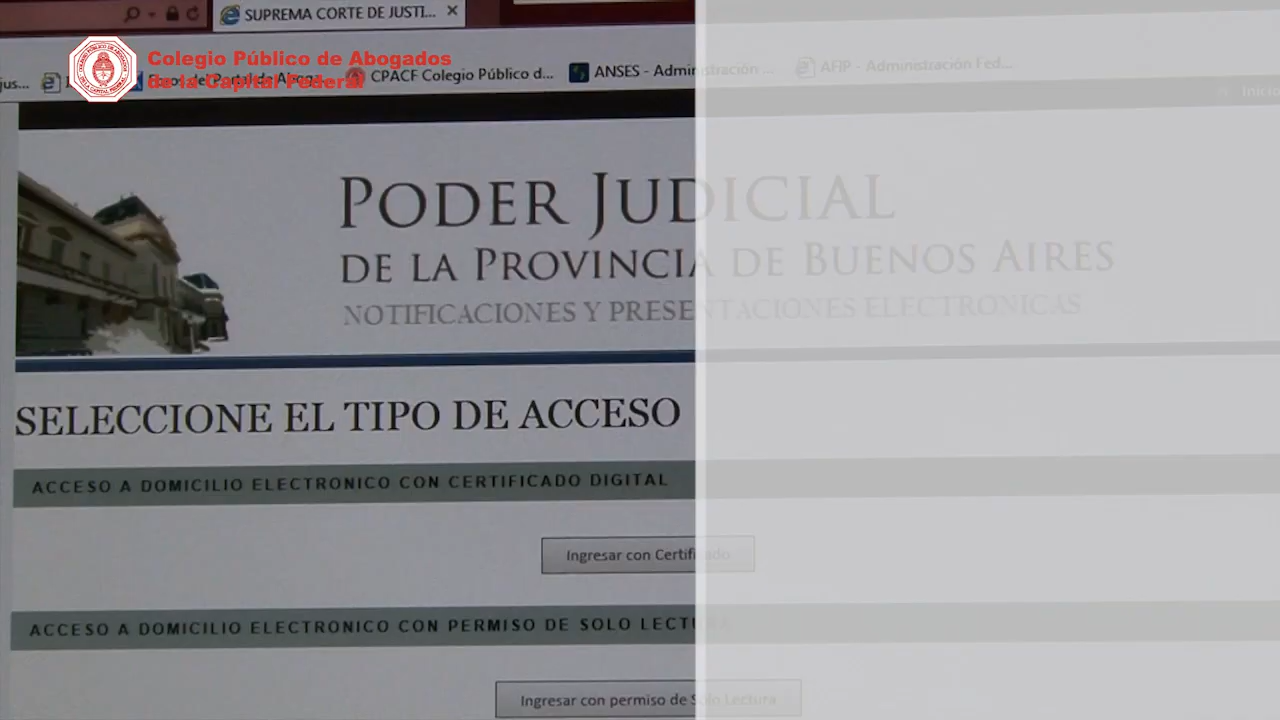 SUPREMA CORTE DE JUSTI...
Colegio Público de Abogados
de la Capital Federal
jus...
CPACF Colegio Público d...
ANSES - Administración ...
AFIP - Administración Fed...
Inicio
PODER JUDICIAL
DE LA PROVINCIA DE BUENOS AIRES
NOTIFICACIONES Y PRESENTACIONES ELECTRONICAS
SELECCIONE EL TIPO DE ACCESO
ACCESO A DOMICILIO ELECTRONICO CON CERTIFICADO DIGITAL
Ingresar con Certificado
ACCESO A DOMICILIO ELECTRONICO CON PERMISO DE SOLO LECTURA
Ingresar con permiso de Sólo Lectura